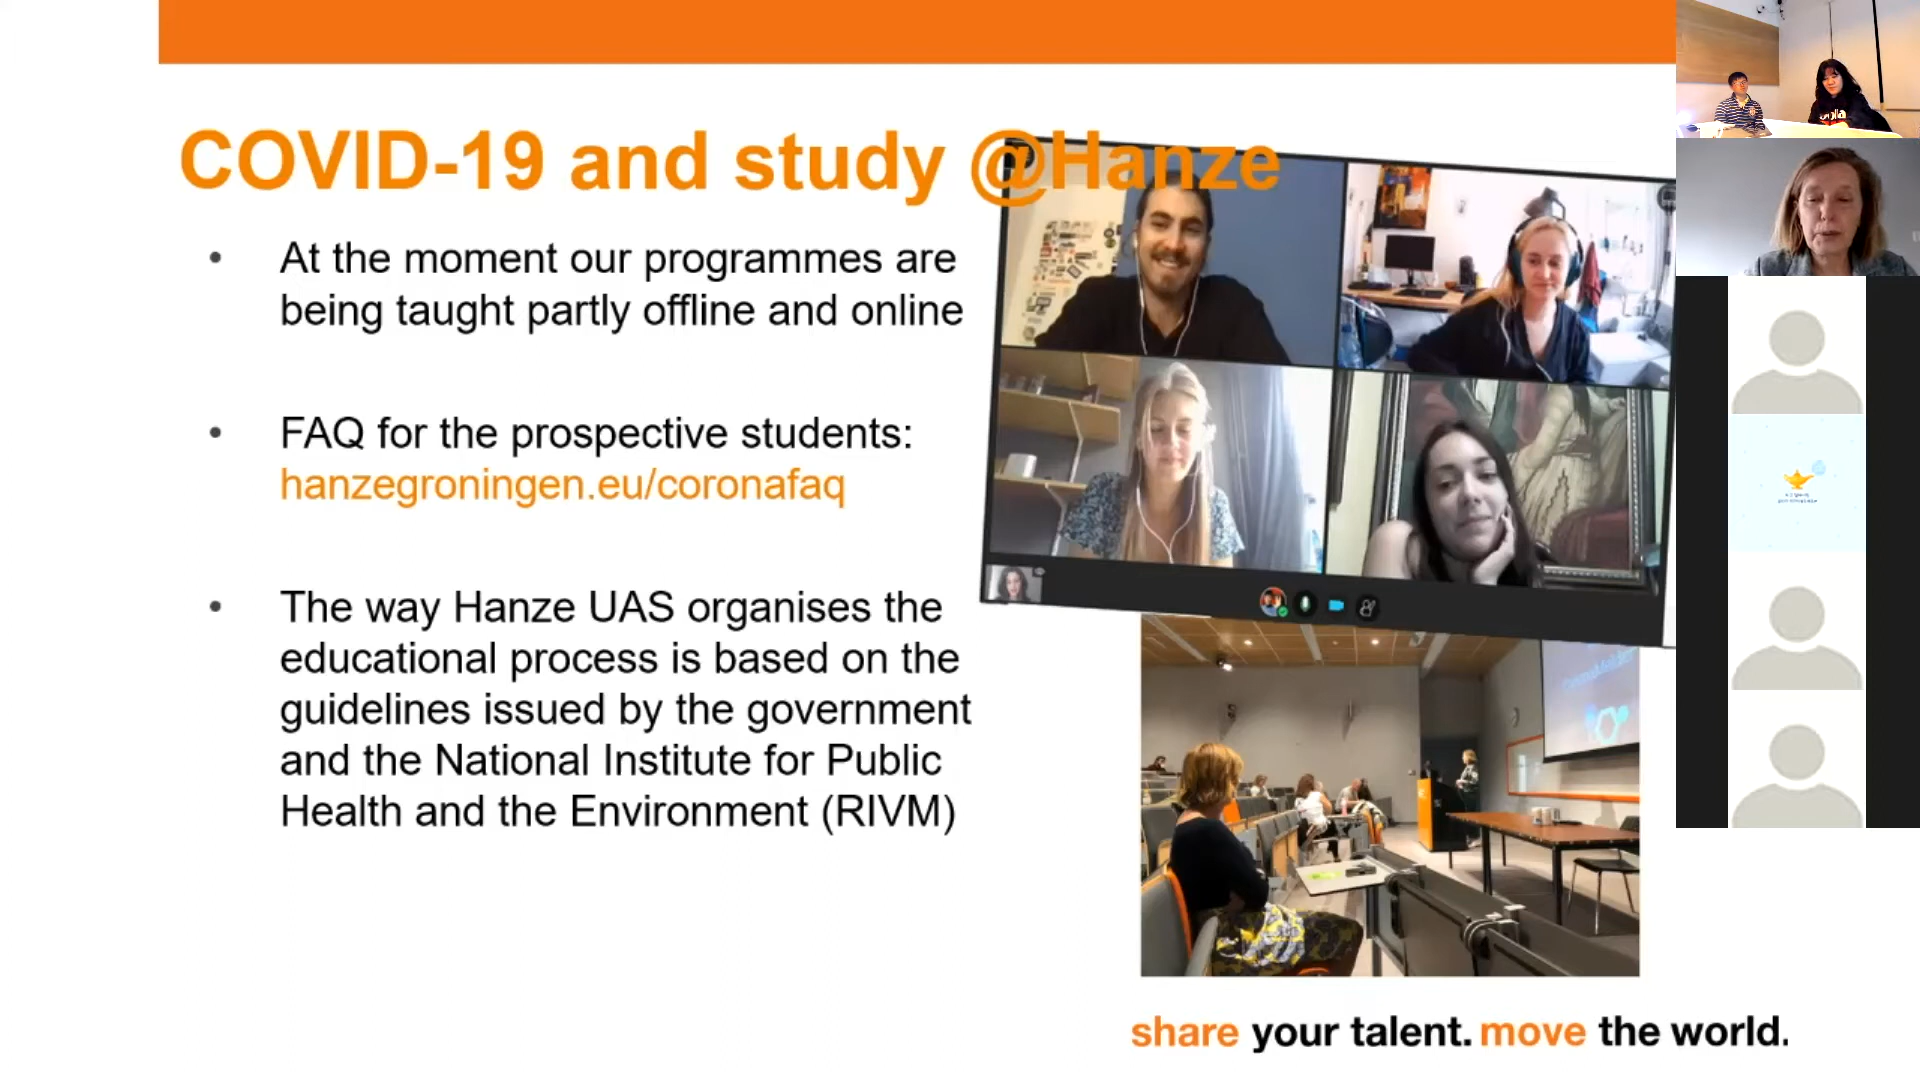 COVID-19 and study @Hanze
• At the moment our programmes are
being taught partly offline and online
• FAQ for the prospective students:
hanzegroningen.eu/coronafaq
• The way Hanze UAS organises the
educational process is based on the
guidelines issued by the government
and the National Institute for Public
Health and the Environment (RIVM)
share your talent. move the world.